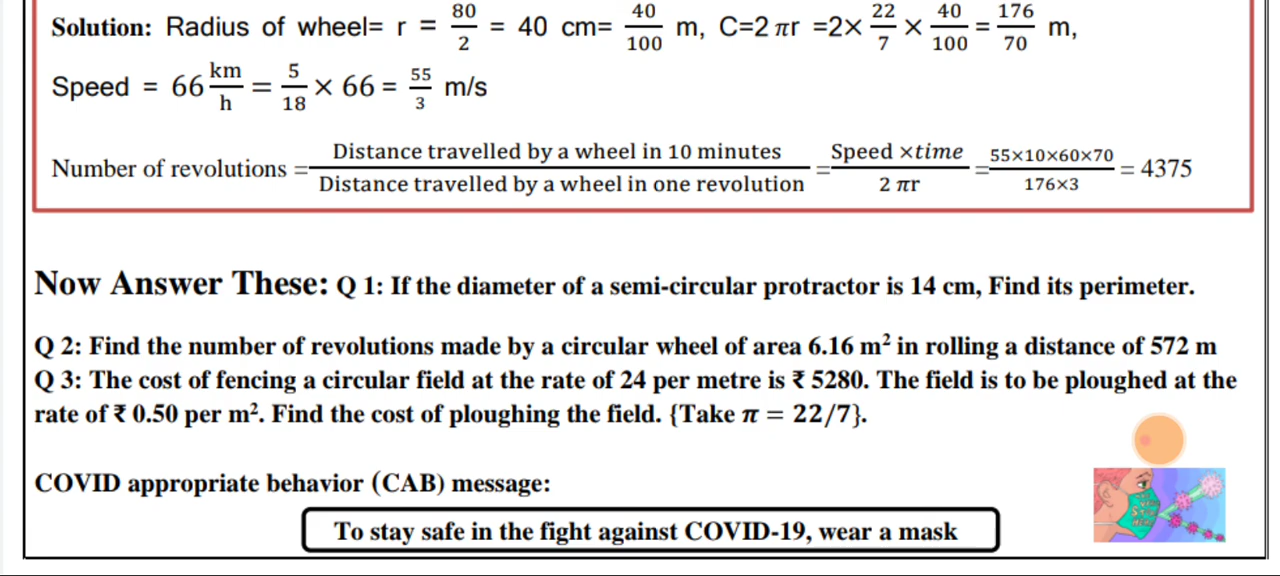 Solution: Radius of wheel= r = 80/2 = 40 cm= 40/100 m, C=2 πr =2× 22/7 × 40/100 = 176/70 m,
Speed = 66 km/h = 5/18 × 66 = 55/3 m/s
Number of revolutions = Distance travelled by a wheel in 10 minutes/Distance travelled by a wheel in one revolution = Speed ×time/2 πr = 55×10×60×70/176×3 = 4375
Now Answer These: Q 1: If the diameter of a semi-circular protractor is 14 cm, Find its perimeter.
Q 2: Find the number of revolutions made by a circular wheel of area 6.16 m² in rolling a distance of 572 m
Q 3: The cost of fencing a circular field at the rate of 24 per metre is ₹ 5280. The field is to be ploughed at the
rate of ₹ 0.50 per m². Find the cost of ploughing the field. {Take π = 22/7}.
COVID appropriate behavior (CAB) message:
To stay safe in the fight against COVID-19, wear a mask